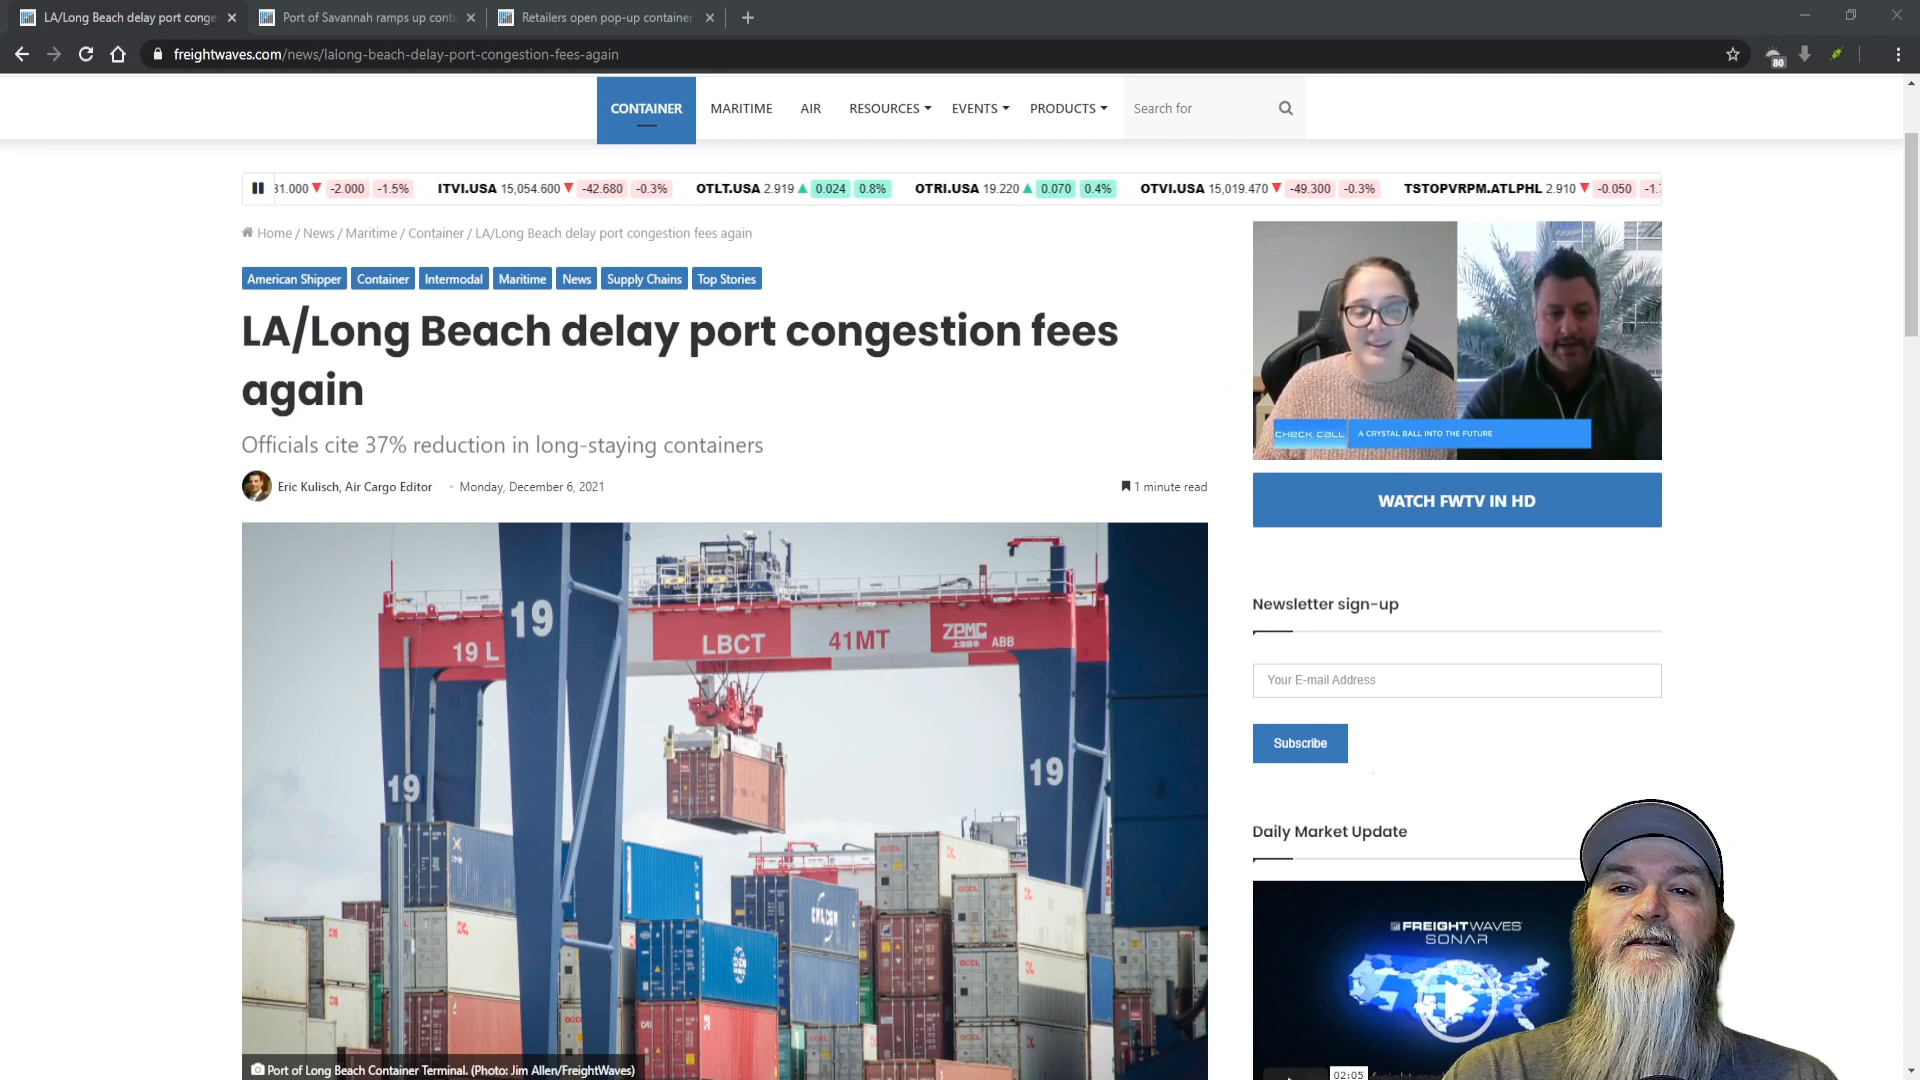 LA/Long Beach delay port conge
Port of Savannah ramps up conta
Retailers open pop-up container
freightwaves.com/news/lalong-beach-delay-port-congestion-fees-again
80
CONTAINER
MARITIME
AIR
RESOURCES
EVENTS
PRODUCTS
Search for
31.000 -2.000 -1.5% ITVI.USA 15,054.600 -42.680 -0.3% OTLT.USA 2.919 0.024 0.8% OTRI.USA 19.220 0.070 0.4% OTVI.USA 15,019.470 -49.300 -0.3% TSTOPVRPM.ATLPHL 2.910 -0.050 -1.
Home / News / Maritime / Container / LA/Long Beach delay port congestion fees again
American Shipper
Container
Intermodal
Maritime
News
Supply Chains
Top Stories
LA/Long Beach delay port congestion fees
again
Officials cite 37% reduction in long-staying containers
Eric Kulisch, Air Cargo Editor
Monday, December 6, 2021
1 minute read
19 L
19
LBCT
41MT
ZPMC
ABB
19
19
Port of Long Beach Container Terminal. (Photo: Jim Allen/FreightWaves)
CHECK CALL
A CRYSTAL BALL INTO THE FUTURE
WATCH FWTV IN HD
Newsletter sign-up
Your E-mail Address
Subscribe
Daily Market Update
FREIGHTWAVES
SONAR
02:05